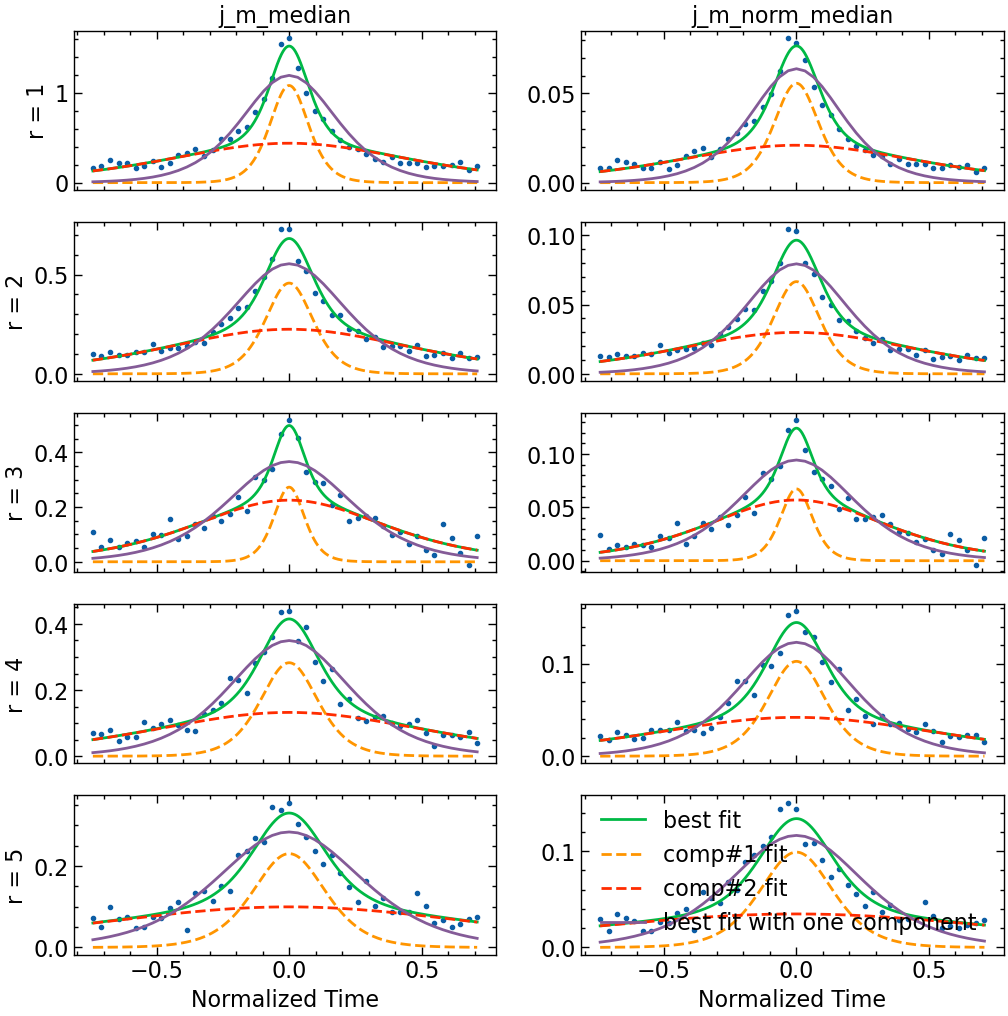 j_m_median
j_m_norm_median
r = 1
1
0
0.05
0.00
r = 2
0.5
0.0
0.10
0.05
0.00
r = 3
0.4
0.2
0.0
0.10
0.05
0.00
r = 4
0.4
0.2
0.0
0.1
0.0
r = 5
0.2
0.0
0.1
0.0
best fit
comp#1 fit
comp#2 fit
best fit with one component
−0.5
0.0
0.5
−0.5
0.0
0.5
Normalized Time
Normalized Time